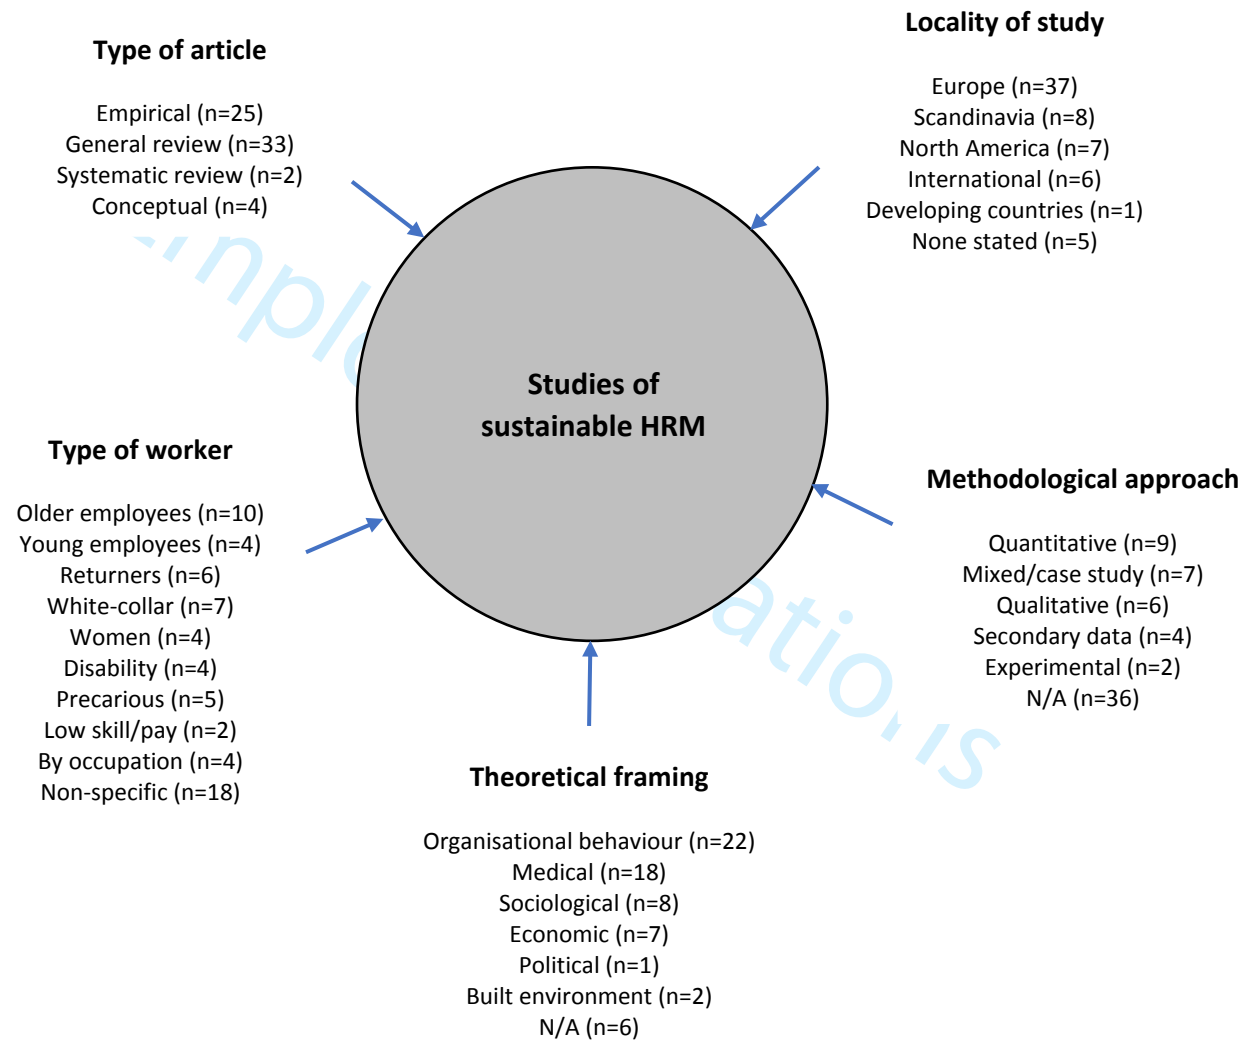 Type of article
Empirical (n=25)
General review (n=33)
Systematic review (n=2)
Conceptual (n=4)
Locality of study
Europe (n=37)
Scandinavia (n=8)
North America (n=7)
International (n=6)
Developing countries (n=1)
None stated (n=5)
Studies of
sustainable HRM
Type of worker
Older employees (n=10)
Young employees (n=4)
Returners (n=6)
White-collar (n=7)
Women (n=4)
Disability (n=4)
Precarious (n=5)
Low skill/pay (n=2)
By occupation (n=4)
Non-specific (n=18)
Methodological approach
Quantitative (n=9)
Mixed/case study (n=7)
Qualitative (n=6)
Secondary data (n=4)
Experimental (n=2)
N/A (n=36)
Theoretical framing
Organisational behaviour (n=22)
Medical (n=18)
Sociological (n=8)
Economic (n=7)
Political (n=1)
Built environment (n=2)
N/A (n=6)